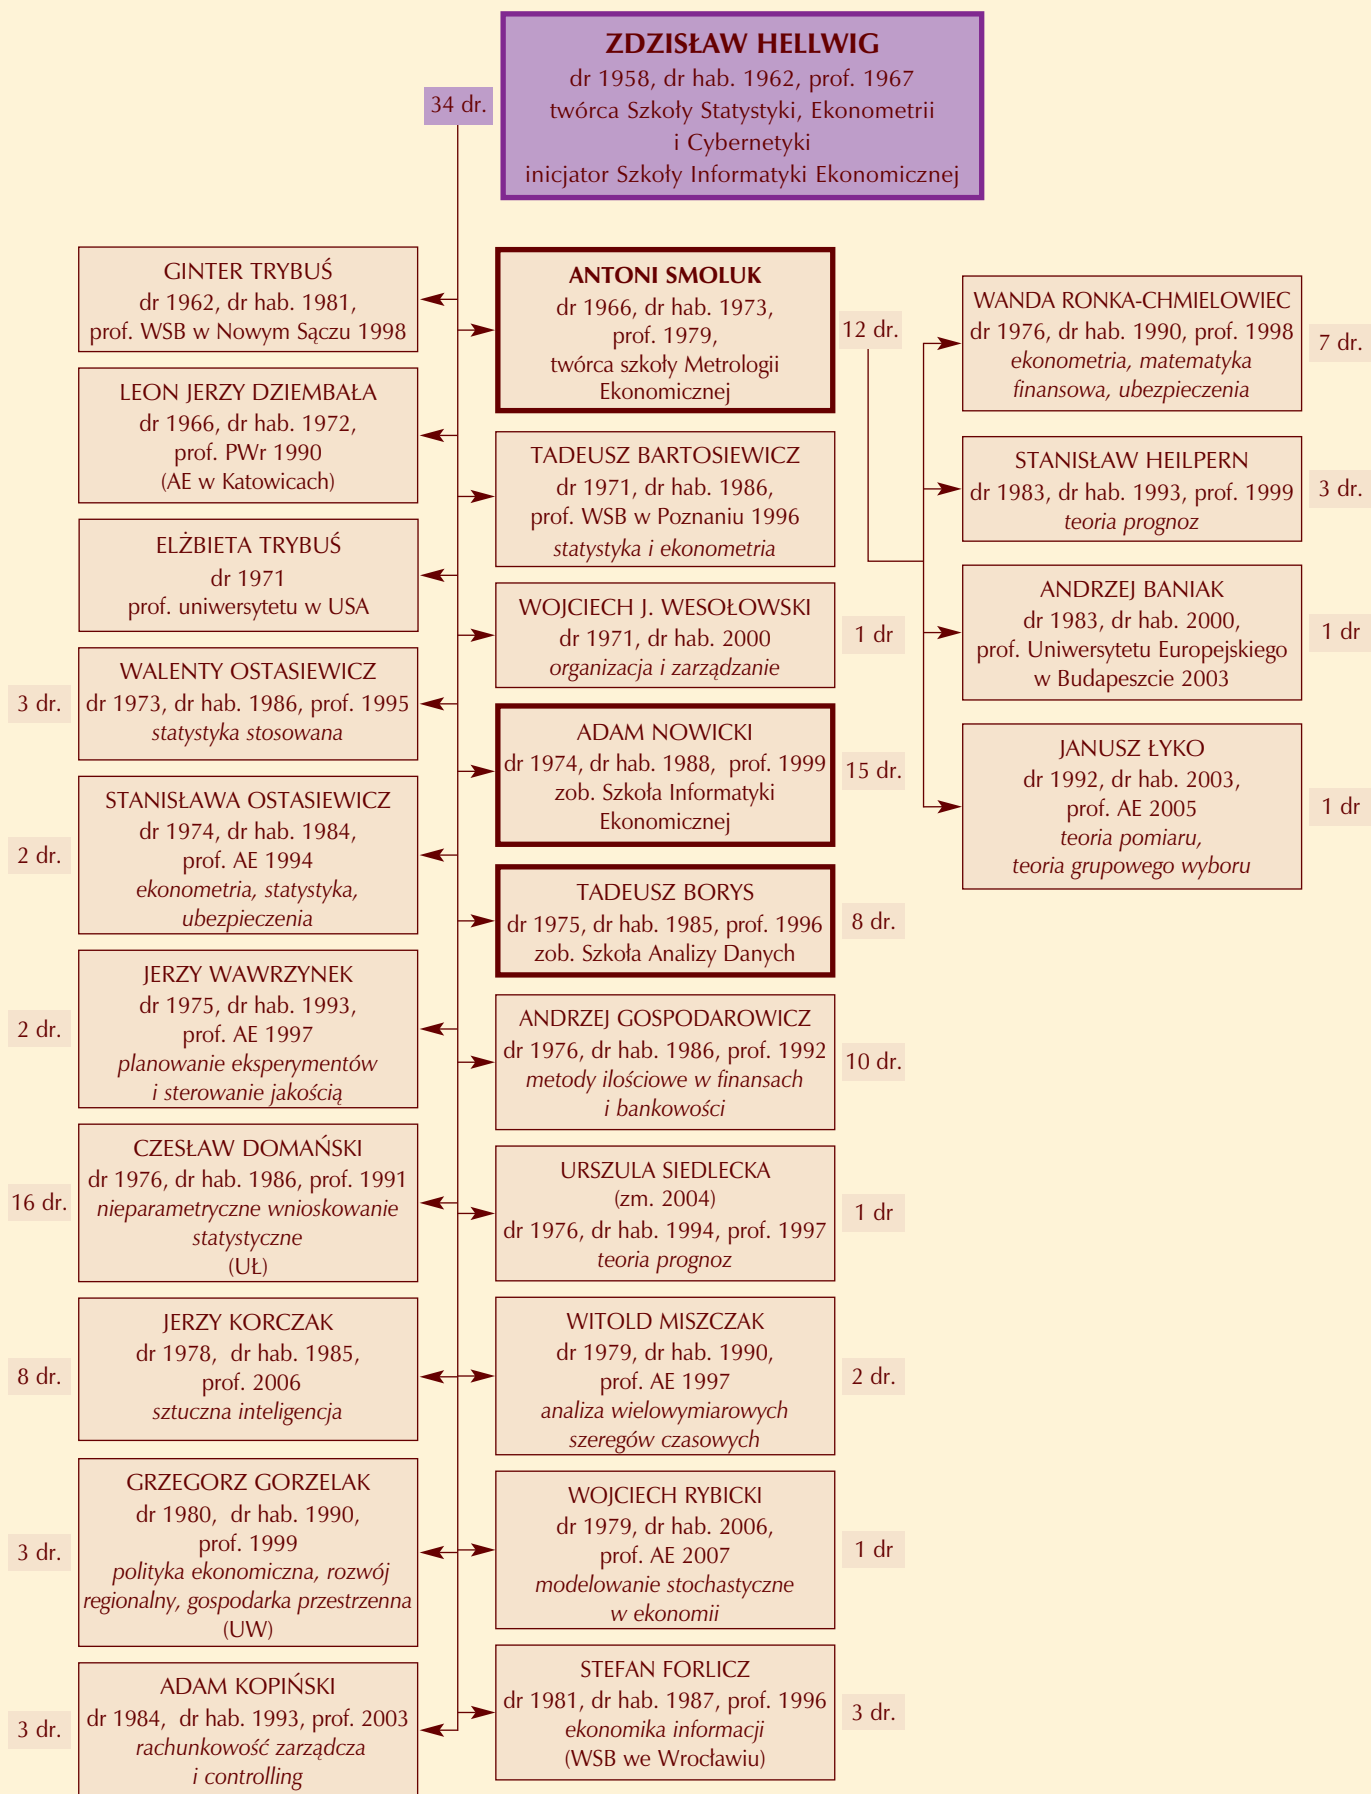 ZDZISŁAW HELLWIG
dr 1958, dr hab. 1962, prof. 1967
twórca Szkoły Statystyki, Ekonometrii
i Cybernetyki
inicjator Szkoły Informatyki Ekonomicznej
34 dr.
GINTER TRYBUŚ
dr 1962, dr hab. 1981,
prof. WSB w Nowym Sączu 1998
LEON JERZY DZIEMBAŁA
dr 1966, dr hab. 1972,
prof. PWr 1990
(AE w Katowicach)
ELŻBIETA TRYBUŚ
dr 1971
prof. uniwersytetu w USA
WALENTY OSTASIEWICZ
dr 1973, dr hab. 1986, prof. 1995
statystyka stosowana
3 dr.
STANISŁAWA OSTASIEWICZ
dr 1974, dr hab. 1984,
prof. AE 1994
ekonometria, statystyka,
ubezpieczenia
2 dr.
JERZY WAWRZYNEK
dr 1975, dr hab. 1993,
prof. AE 1997
planowanie eksperymentów
i sterowanie jakością
2 dr.
CZESŁAW DOMAŃSKI
dr 1976, dr hab. 1986, prof. 1991
nieparametryczne wnioskowanie
statystyczne
(UŁ)
16 dr.
JERZY KORCZAK
dr 1978, dr hab. 1985,
prof. 2006
sztuczna inteligencja
8 dr.
GRZEGORZ GORZELAK
dr 1980, dr hab. 1990,
prof. 1999
polityka ekonomiczna, rozwój
regionalny, gospodarka przestrzenna
(UW)
3 dr.
ADAM KOPIŃSKI
dr 1984, dr hab. 1993, prof. 2003
rachunkowość zarządcza
i controlling
3 dr.
ANTONI SMOLUK
dr 1966, dr hab. 1973,
prof. 1979,
twórca szkoły Metrologii
Ekonomicznej
12 dr.
TADEUSZ BARTOSIEWICZ
dr 1971, dr hab. 1986,
prof. WSB w Poznaniu 1996
statystyka i ekonometria
WOJCIECH J. WESOŁOWSKI
dr 1971, dr hab. 2000
organizacja i zarządzanie
1 dr
ADAM NOWICKI
dr 1974, dr hab. 1988, prof. 1999
zob. Szkoła Informatyki
Ekonomicznej
15 dr.
TADEUSZ BORYS
dr 1975, dr hab. 1985, prof. 1996
zob. Szkoła Analizy Danych
8 dr.
ANDRZEJ GOSPODAROWICZ
dr 1976, dr hab. 1986, prof. 1992
metody ilościowe w finansach
i bankowości
10 dr.
URSZULA SIEDLECKA
(zm. 2004)
dr 1976, dr hab. 1994, prof. 1997
teoria prognoz
1 dr
WITOLD MISZCZAK
dr 1979, dr hab. 1990,
prof. AE 1997
analiza wielowymiarowych
szeregów czasowych
2 dr.
WOJCIECH RYBICKI
dr 1979, dr hab. 2006,
prof. AE 2007
modelowanie stochastyczne
w ekonomii
1 dr
STEFAN FORLICZ
dr 1981, dr hab. 1987, prof. 1996
ekonomika informacji
(WSB we Wrocławiu)
3 dr.
WANDA RONKA-CHMIELOWIEC
dr 1976, dr hab. 1990, prof. 1998
ekonometria, matematyka
finansowa, ubezpieczenia
7 dr.
STANISŁAW HEILPERN
dr 1983, dr hab. 1993, prof. 1999
teoria prognoz
3 dr.
ANDRZEJ BANIAK
dr 1983, dr hab. 2000,
prof. Uniwersytetu Europejskiego
w Budapeszcie 2003
1 dr
JANUSZ ŁYKO
dr 1992, dr hab. 2003,
prof. AE 2005
teoria pomiaru,
teoria grupowego wyboru
1 dr